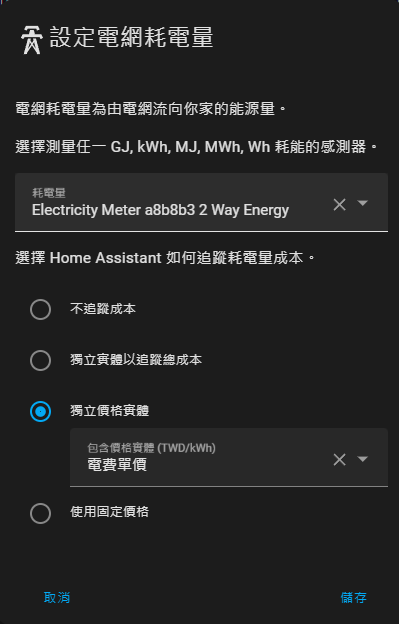 設定電網耗電量
電網耗電量為由電網流向你家的能源量。
選擇測量任一 GJ, kWh, MJ, MWh, Wh 耗能的感測器。
耗電量
Electricity Meter a8b8b3 2 Way Energy
選擇 Home Assistant 如何追蹤耗電量成本。
不追蹤成本
獨立實體以追蹤總成本
獨立價格實體
包含價格實體 (TWD/kWh)
電費單價
使用固定價格
取消
儲存